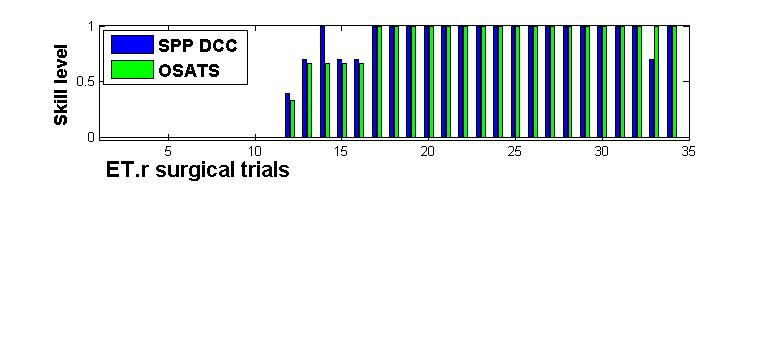 Skill level
1
0.5
0
SPP DCC
OSATS
5 10 15 20 25 30 35
ET.r surgical trials